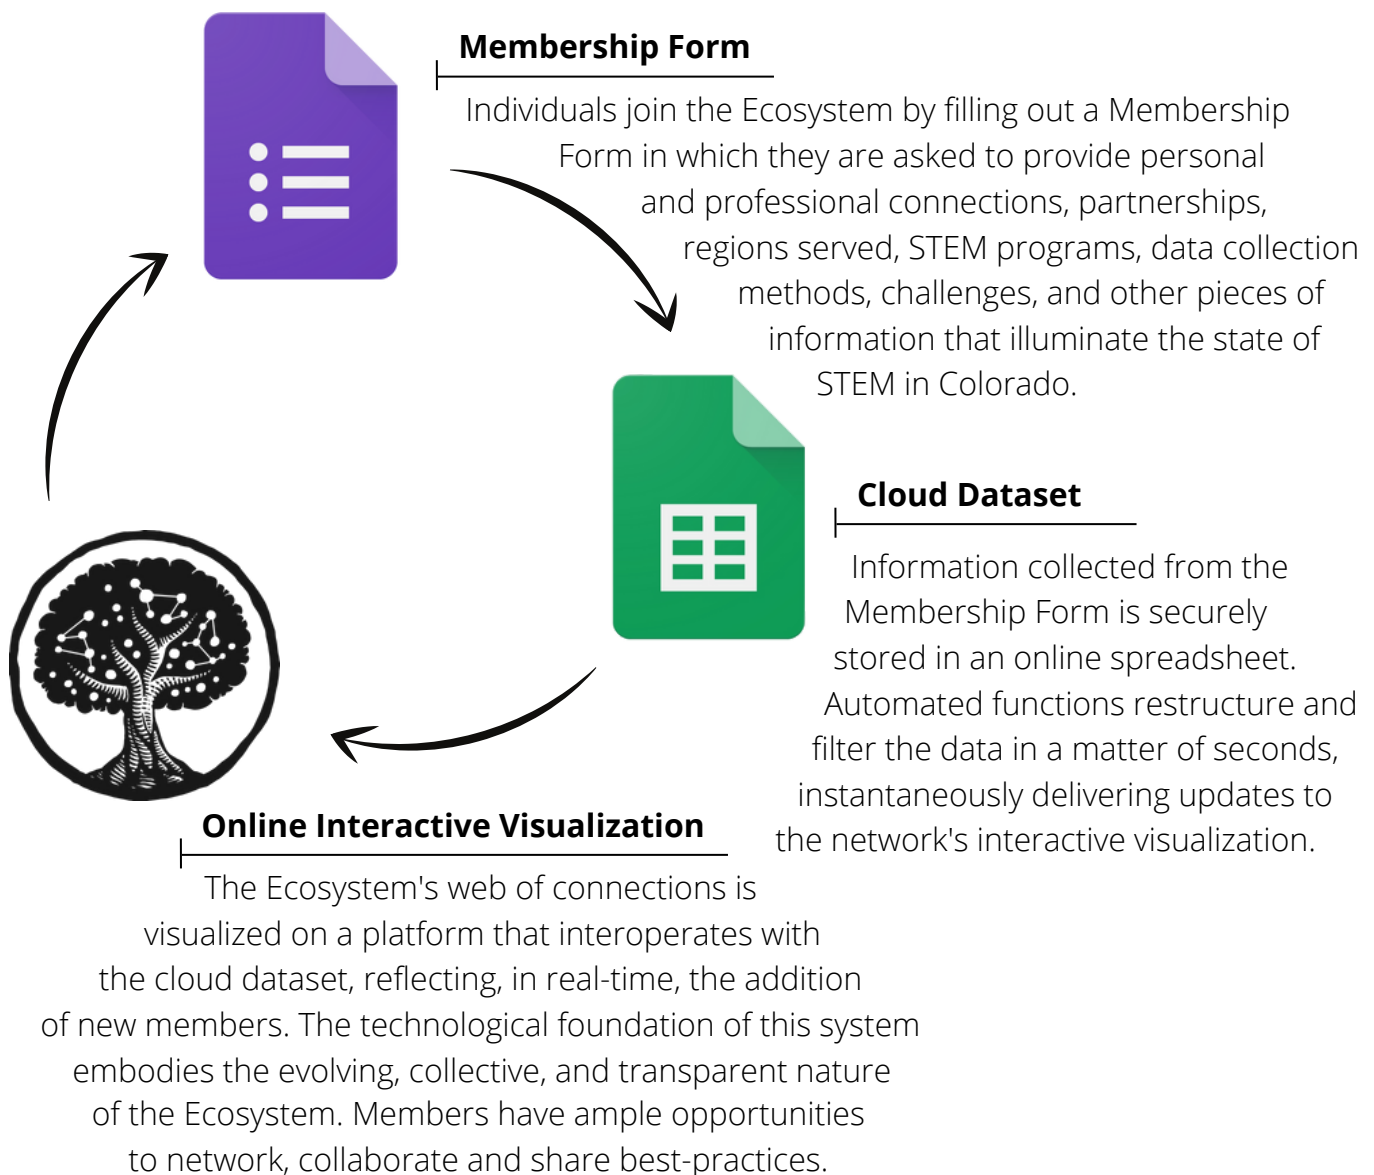 Membership Form
Individuals join the Ecosystem by filling out a Membership
Form in which they are asked to provide personal
and professional connections, partnerships,
regions served, STEM programs, data collection
methods, challenges, and other pieces of
information that illuminate the state of
STEM in Colorado.
Cloud Dataset
Information collected from the
Membership Form is securely
stored in an online spreadsheet.
Automated functions restructure and
filter the data in a matter of seconds,
instantaneously delivering updates to
the network's interactive visualization.
Online Interactive Visualization
The Ecosystem's web of connections is
visualized on a platform that interoperates with
the cloud dataset, reflecting, in real-time, the addition
of new members. The technological foundation of this system
embodies the evolving, collective, and transparent nature
of the Ecosystem. Members have ample opportunities
to network, collaborate and share best-practices.